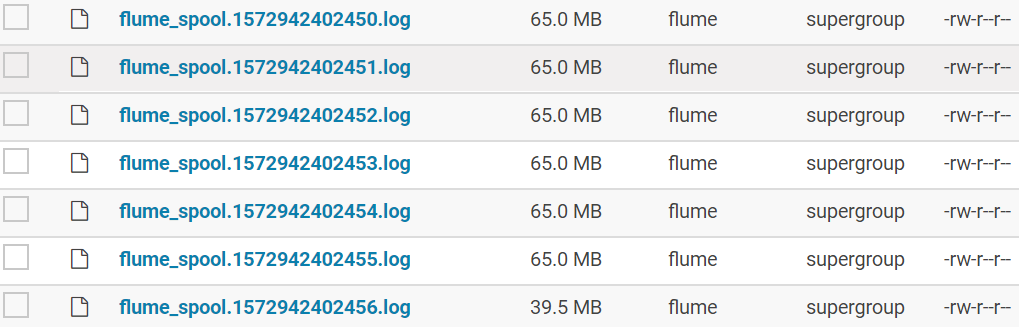 flume_spool.1572942402450.log 65.0 MB flume supergroup -rw-r--r--
flume_spool.1572942402451.log 65.0 MB flume supergroup -rw-r--r--
flume_spool.1572942402452.log 65.0 MB flume supergroup -rw-r--r--
flume_spool.1572942402453.log 65.0 MB flume supergroup -rw-r--r--
flume_spool.1572942402454.log 65.0 MB flume supergroup -rw-r--r--
flume_spool.1572942402455.log 65.0 MB flume supergroup -rw-r--r--
flume_spool.1572942402456.log 39.5 MB flume supergroup -rw-r--r--